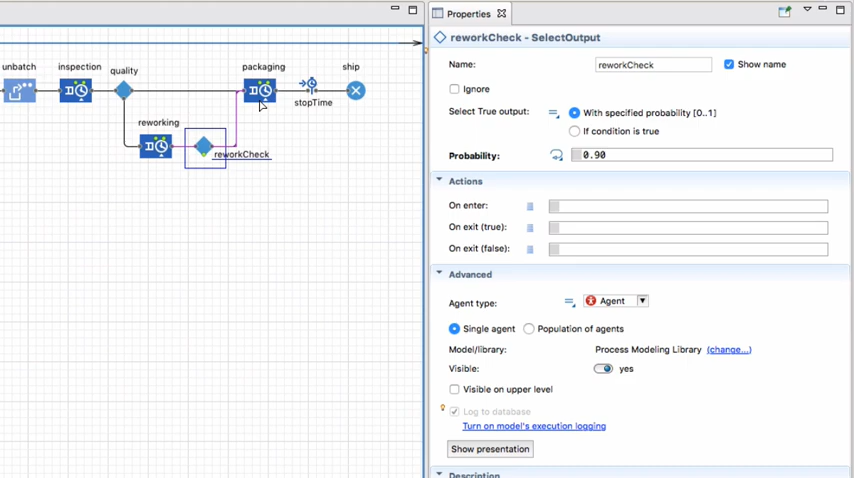 unbatch
inspection
quality
packaging
ship
stopTime
reworking
reworkCheck
Properties
reworkCheck - SelectOutput
Name:
reworkCheck
Show name
Ignore
Select True output:
With specified probability [0..1]
If condition is true
Probability:
0.90
Actions
On enter:
On exit (true):
On exit (false):
Advanced
Agent type:
Agent
Single agent
Population of agents
Model/library:
Process Modeling Library (change...)
Visible:
yes
Visible on upper level
Log to database
Turn on model's execution logging
Show presentation
Description